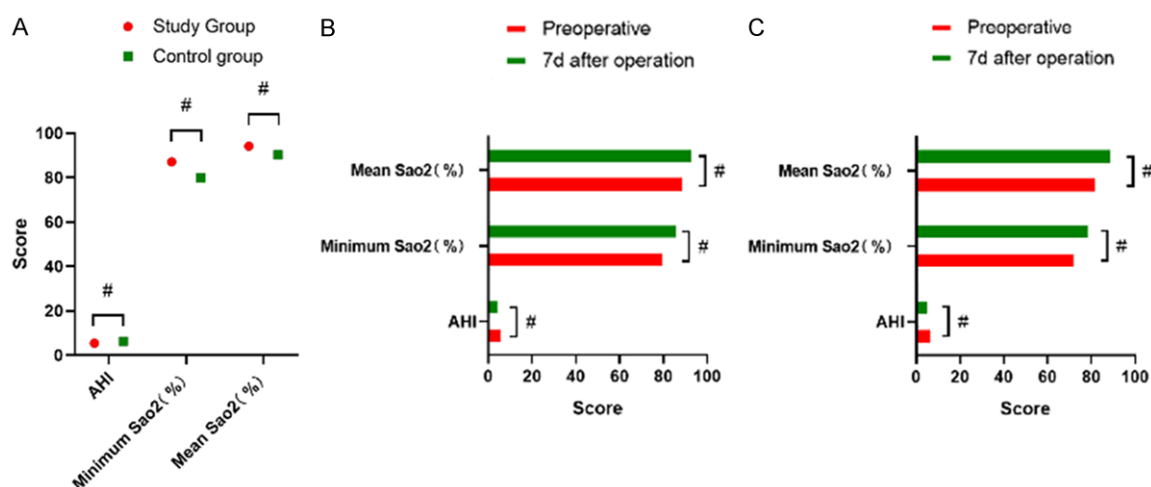 A
Study Group
Control group
#
#
#
100
80
60
40
20
0
Score
AHI
Minimum Sao2(%)
Mean Sao2(%)
B
Preoperative
7d after operation
Mean Sao2(%)
#
Minimum Sao2(%)
#
AHI
#
0 20 40 60 80 100
Score
C
Preoperative
7d after operation
Mean Sao2(%)
#
Minimum Sao2(%)
#
AHI
#
0 20 40 60 80 100
Score